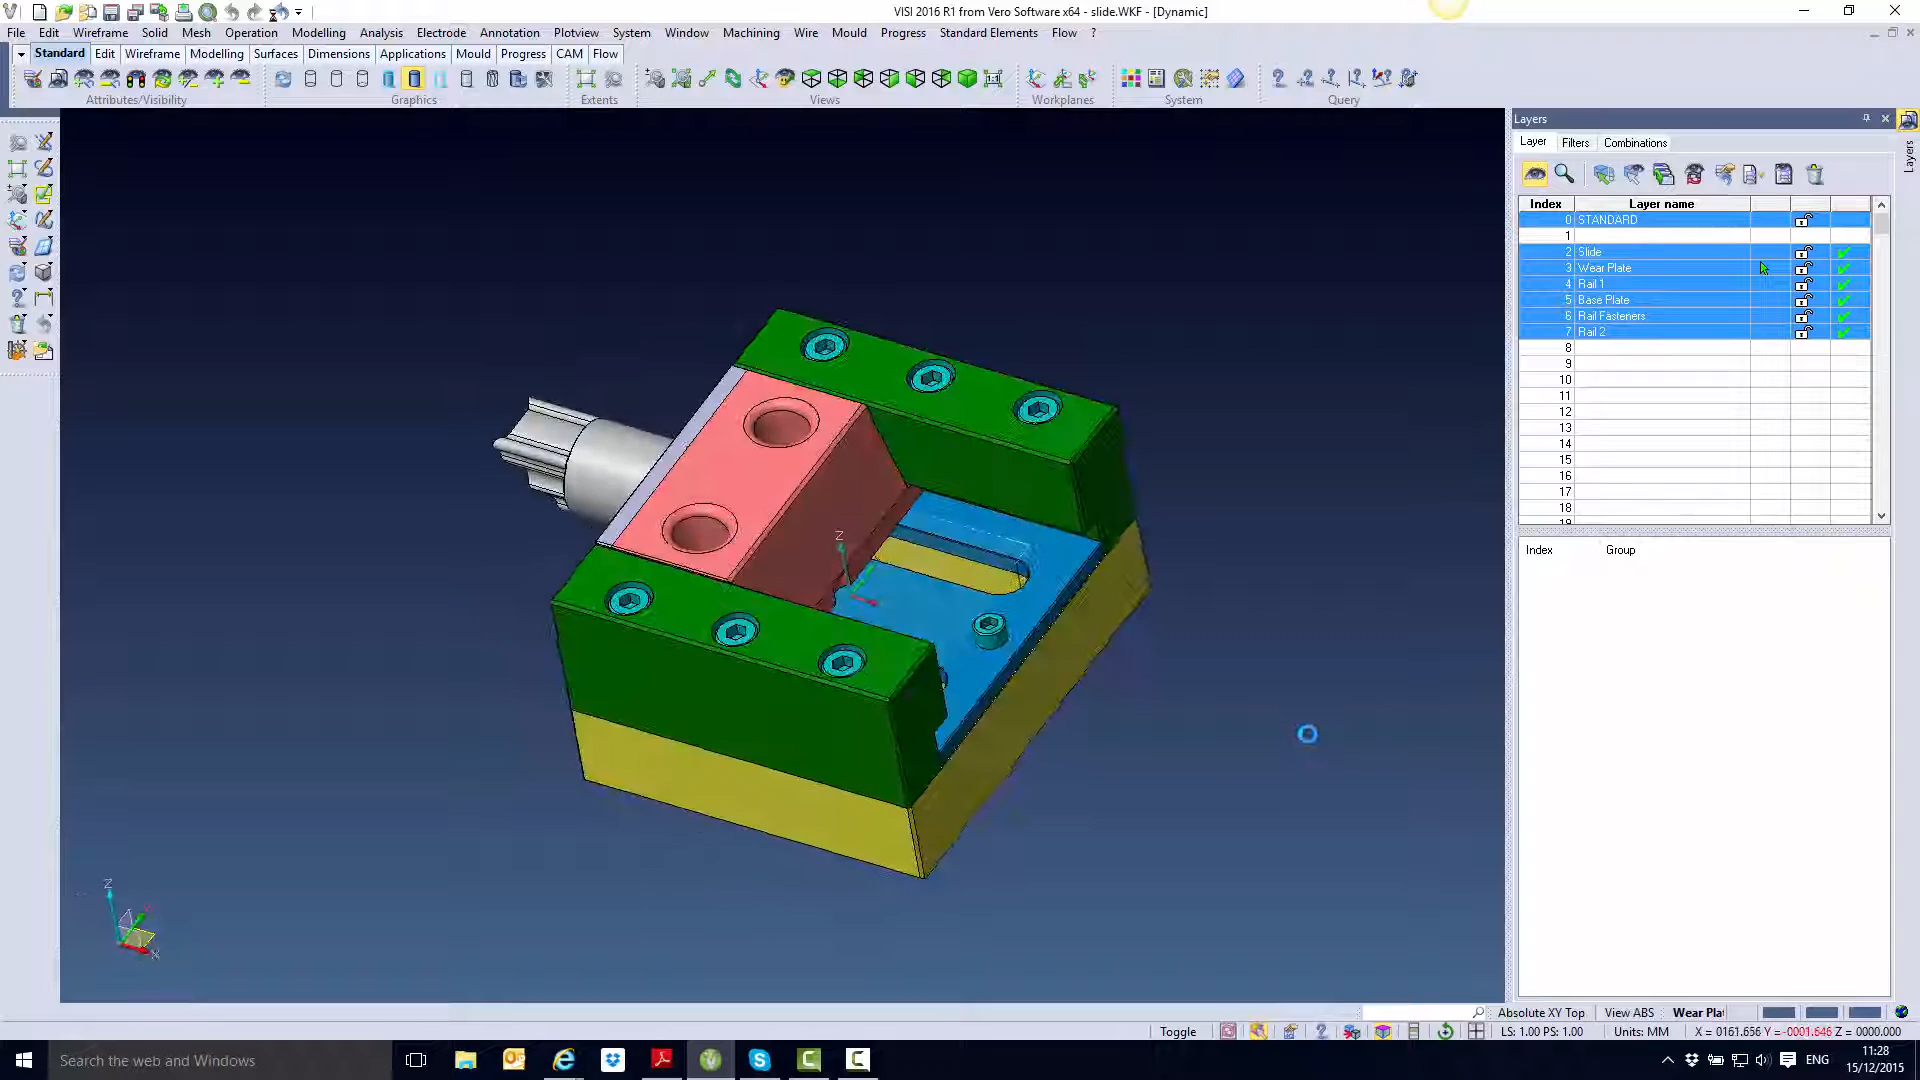 VISI 2016 R1 from Vero Software x64 - slide.WKF - [Dynamic]
File Edit Wireframe Solid Mesh Operation Modelling Analysis Electrode Annotation Plotview System Window Machining Wire Mould Progress Standard Elements Flow ?
Standard Edit Wireframe Modelling Surfaces Dimensions Applications Mould Progress CAM Flow
Attributes/Visibility Graphics Extents Views Workplanes System Query
Layers
Layer Filters Combinations
Layers
Index Layer name
0 STANDARD
1
2 Slide
3 Wear Plate
4 Rail 1
5 Base Plate
6 Rail Fasteners
7 Rail 2
8
9
10
11
12
13
14
15
16
17
18
19
Index Group
Z
Z
X
Absolute XY Top View ABS Wear Plat
Toggle LS: 1.00 PS: 1.00 Units: MM X = 0161.656 Y =-0001.646 Z = 0000.000
Search the web and Windows
ENG
11:28
15/12/2015